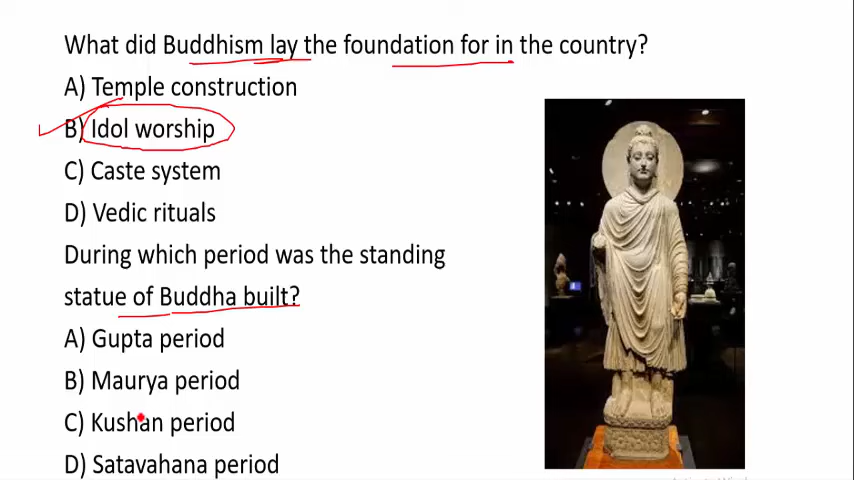 What did Buddhism lay the foundation for in the country?
A) Temple construction
B) Idol worship
C) Caste system
D) Vedic rituals
During which period was the standing
statue of Buddha built?
A) Gupta period
B) Maurya period
C) Kushan period
D) Satavahana period